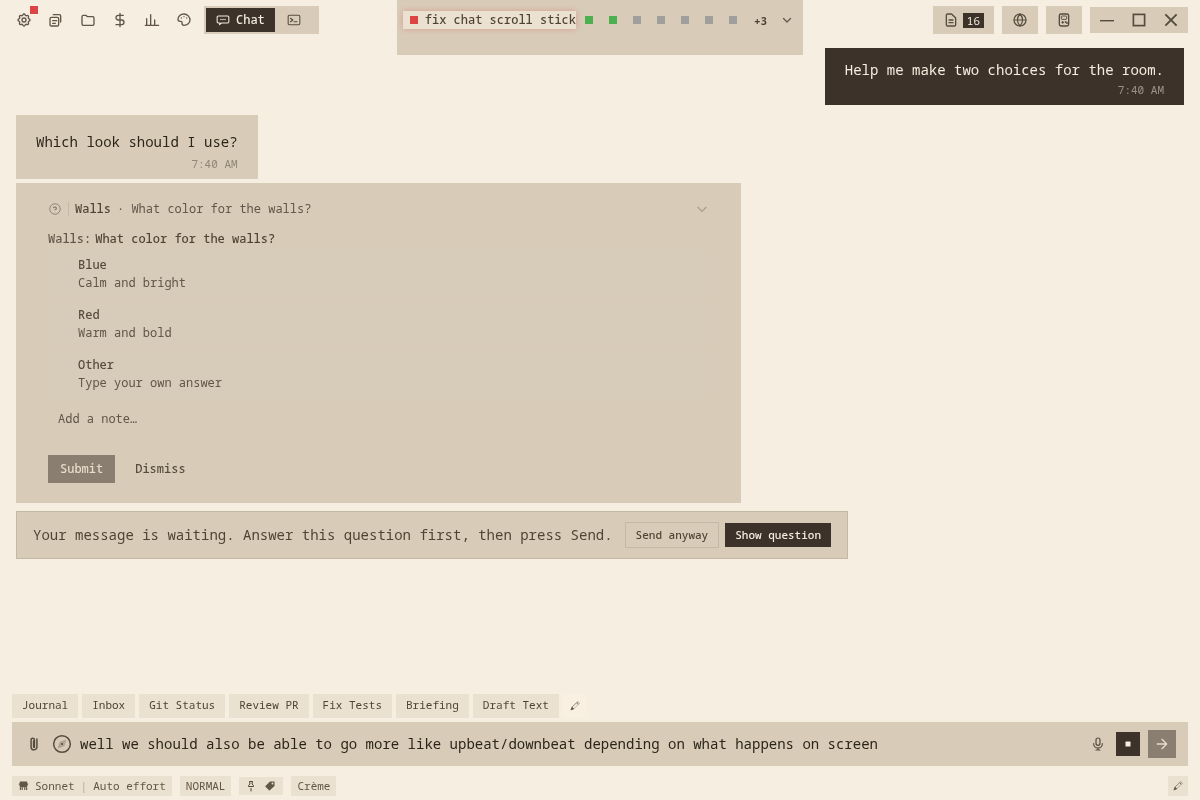 Chat
fix chat scroll stick
+3
16
Help me make two choices for the room.
7:40 AM
Which look should I use?
7:40 AM
Walls · What color for the walls?
Walls: What color for the walls?
Blue
Calm and bright
Red
Warm and bold
Other
Type your own answer
Add a note…
Submit Dismiss
Your message is waiting. Answer this question first, then press Send. Send anyway Show question
Journal Inbox Git Status Review PR Fix Tests Briefing Draft Text
well we should also be able to go more like upbeat/downbeat depending on what happens on screen
Sonnet | Auto effort NORMAL Crème